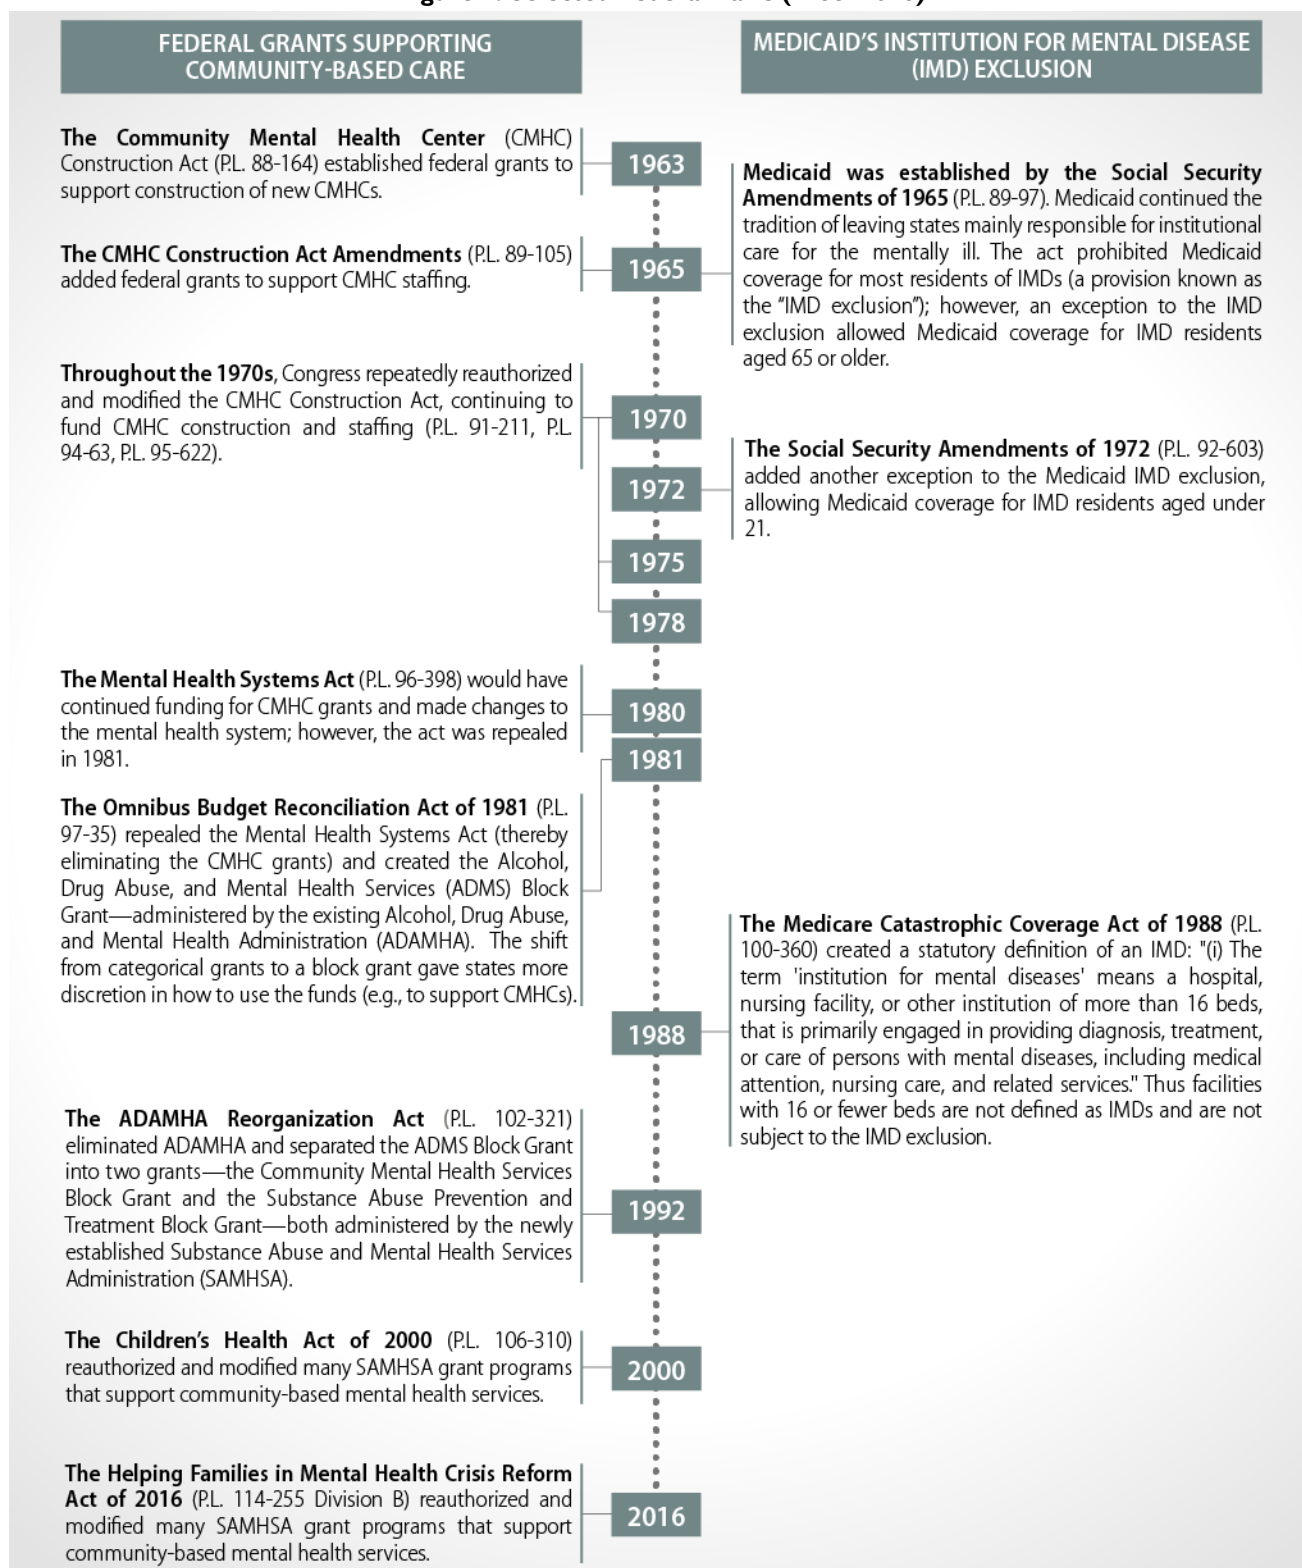 FEDERAL GRANTS SUPPORTING
COMMUNITY-BASED CARE
MEDICAID'S INSTITUTION FOR MENTAL DISEASE
(IMD) EXCLUSION
The Community Mental Health Center (CMHC)
Construction Act (P.L. 88-164) established federal grants to
support construction of new CMHCs.
1963
Medicaid was established by the Social Security
Amendments of 1965 (P.L. 89-97). Medicaid continued the
tradition of leaving states mainly responsible for institutional
care for the mentally ill. The act prohibited Medicaid
coverage for most residents of IMDs (a provision known as
the "IMD exclusion"); however, an exception to the IMD
exclusion allowed Medicaid coverage for IMD residents
aged 65 or older.
The CMHC Construction Act Amendments (P.L. 89-105)
added federal grants to support CMHC staffing.
1965
Throughout the 1970s, Congress repeatedly reauthorized
and modified the CMHC Construction Act, continuing to
fund CMHC construction and staffing (P.L. 91-211, P.L.
94-63, P.L. 95-622).
1970
The Social Security Amendments of 1972 (P.L. 92-603)
added another exception to the Medicaid IMD exclusion,
allowing Medicaid coverage for IMD residents aged under
21.
1972
1975
1978
The Mental Health Systems Act (P.L. 96-398) would have
continued funding for CMHC grants and made changes to
the mental health system; however, the act was repealed
in 1981.
1980
1981
The Omnibus Budget Reconciliation Act of 1981 (P.L.
97-35) repealed the Mental Health Systems Act (thereby
eliminating the CMHC grants) and created the Alcohol,
Drug Abuse, and Mental Health Services (ADMS) Block
Grant—administered by the existing Alcohol, Drug Abuse,
and Mental Health Administration (ADAMHA). The shift
from categorical grants to a block grant gave states more
discretion in how to use the funds (e.g., to support CMHCs).
The Medicare Catastrophic Coverage Act of 1988 (P.L.
100-360) created a statutory definition of an IMD: "(i) The
term 'institution for mental diseases' means a hospital,
nursing facility, or other institution of more than 16 beds,
that is primarily engaged in providing diagnosis, treatment,
or care of persons with mental diseases, including medical
attention, nursing care, and related services." Thus facilities
with 16 or fewer beds are not defined as IMDs and are not
subject to the IMD exclusion.
1988
The ADAMHA Reorganization Act (P.L. 102-321)
eliminated ADAMHA and separated the ADMS Block Grant
into two grants—the Community Mental Health Services
Block Grant and the Substance Abuse Prevention and
Treatment Block Grant—both administered by the newly
established Substance Abuse and Mental Health Services
Administration (SAMHSA).
1992
The Children's Health Act of 2000 (P.L. 106-310)
reauthorized and modified many SAMHSA grant programs
that support community-based mental health services.
2000
The Helping Families in Mental Health Crisis Reform
Act of 2016 (P.L. 114-255 Division B) reauthorized and
modified many SAMHSA grant programs that support
community-based mental health services.
2016